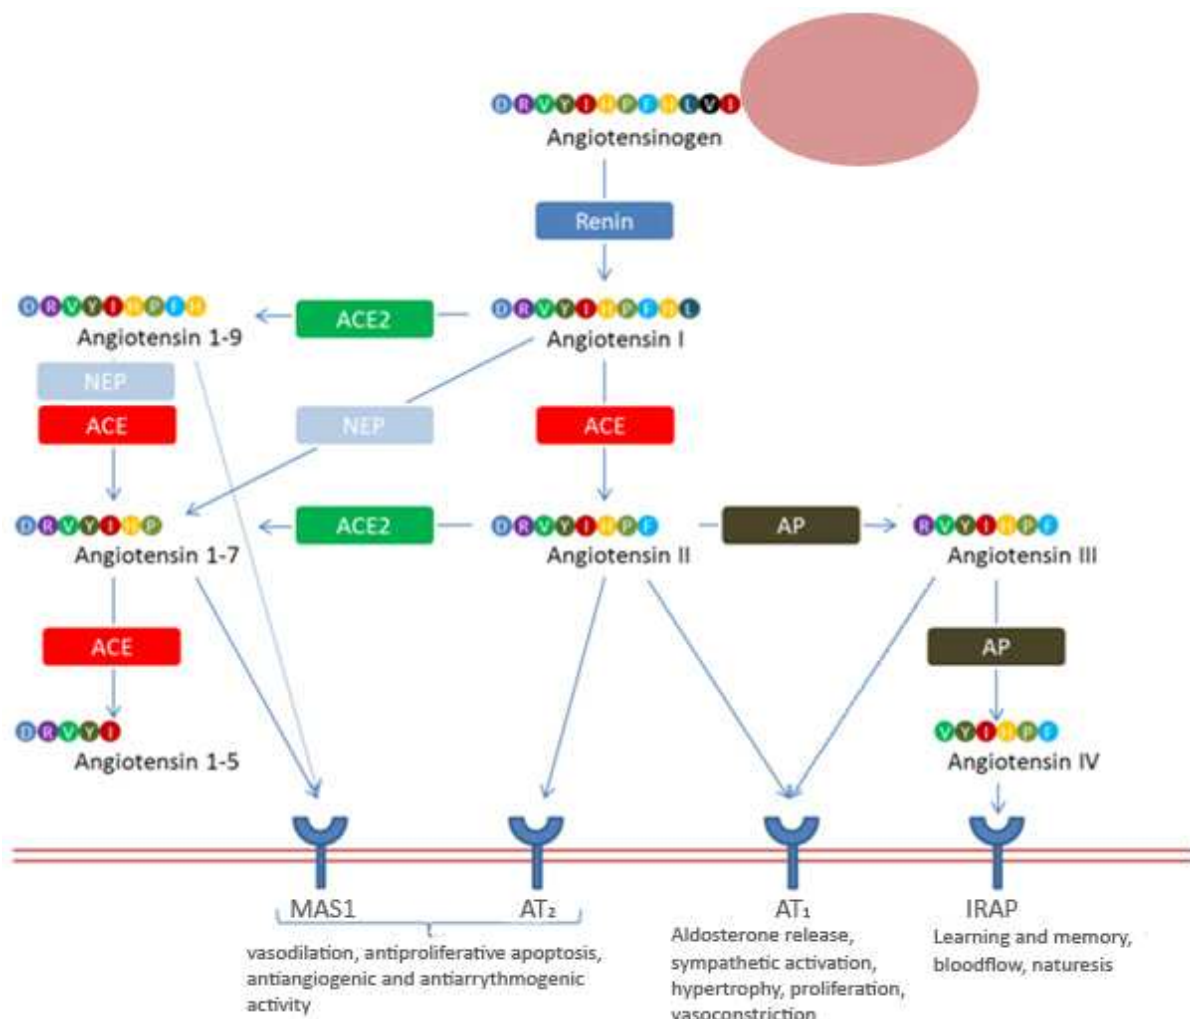 D R V Y I H P F H L V I
Angiotensinogen
Renin
D R V Y I H P F H
Angiotensin 1-9
ACE2
D R V Y I H P F H L
Angiotensin I
NEP
ACE
NEP
ACE
D R V Y I H P
Angiotensin 1-7
ACE2
D R V Y I H P F
Angiotensin II
AP
R V Y I H P F
Angiotensin III
ACE
AP
D R V Y I
Angiotensin 1-5
V Y I H P F
Angiotensin IV
MAS1
AT₂
AT₁
IRAP
vasodilation, antiproliferative apoptosis,
antiangiogenic and antiarrythmogenic
activity
Aldosterone release,
sympathetic activation,
hypertrophy, proliferation,
vasoconstriction
Learning and memory,
bloodflow, naturesis